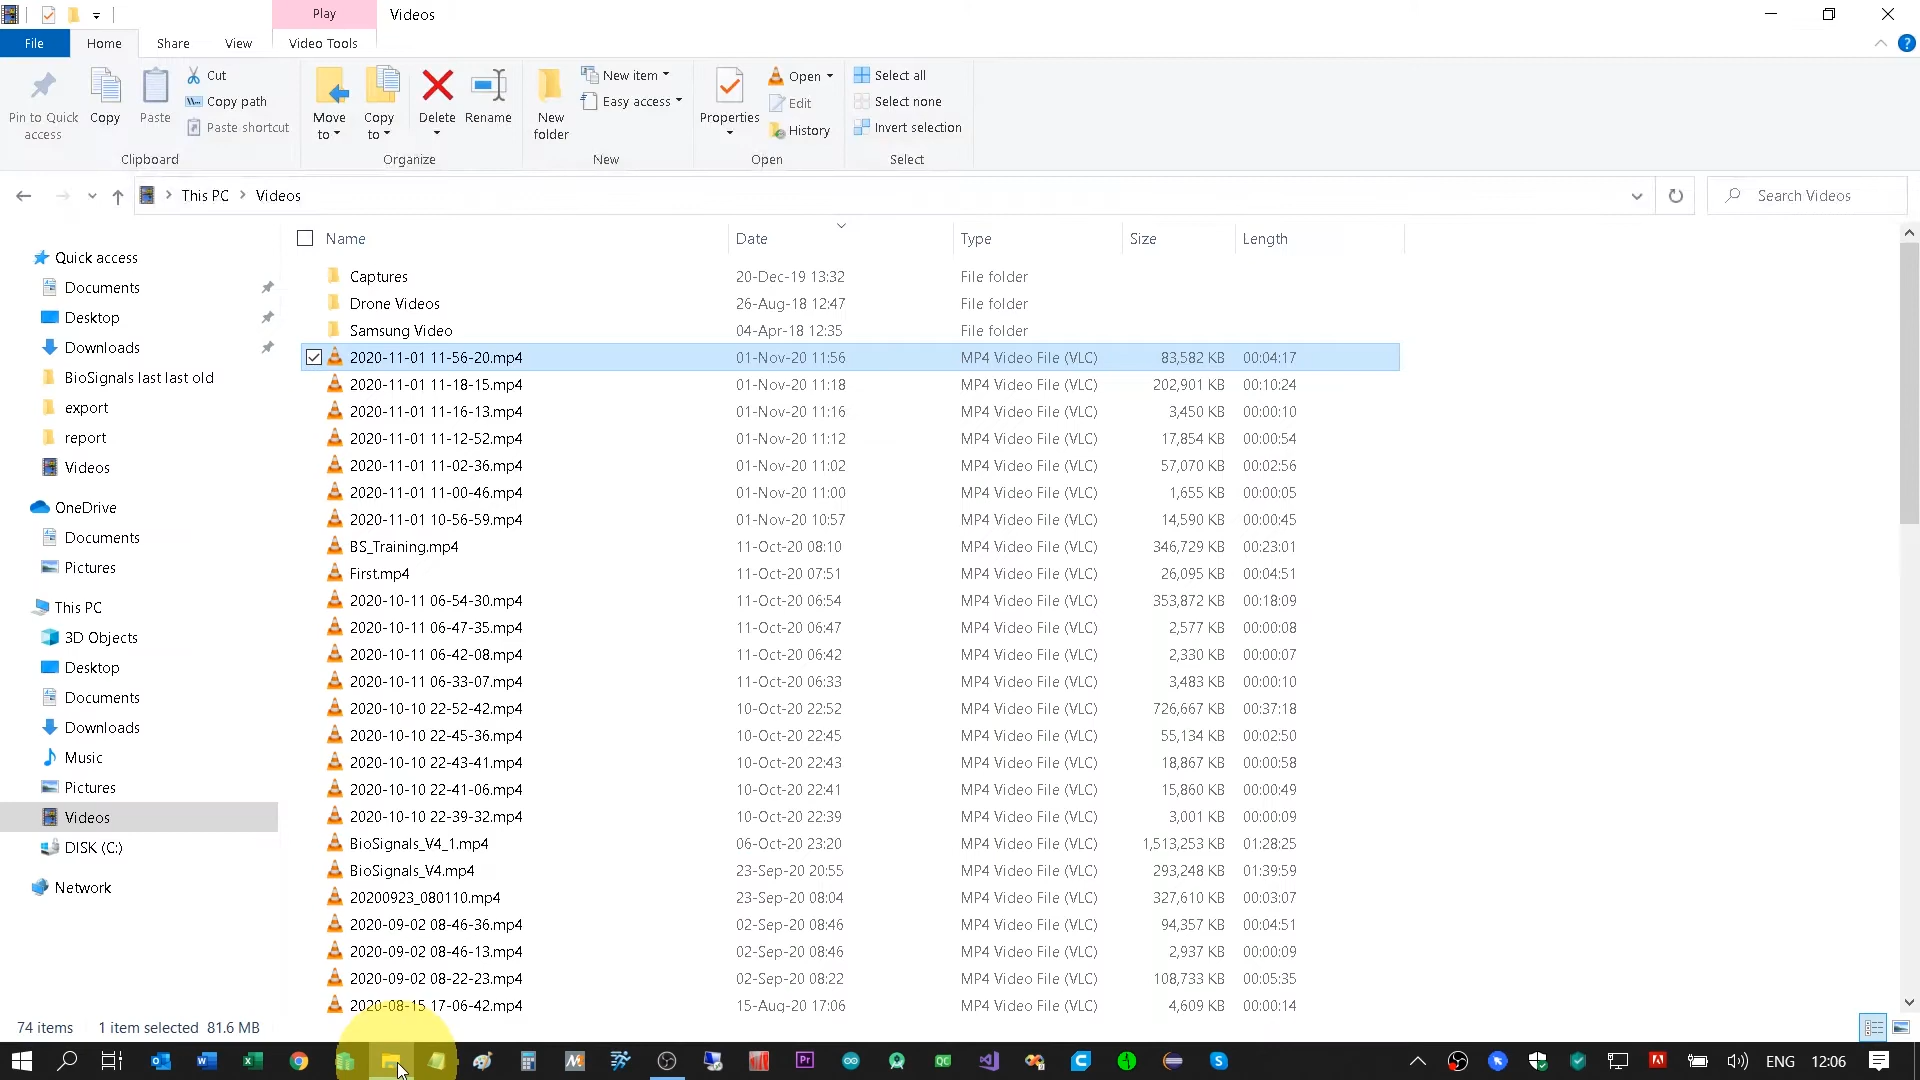 Play Videos
File Home Share View Video Tools
Pin to Quick access
Copy
Paste
Cut
Copy path
Paste shortcut
Clipboard
Move to
Copy to
Delete
Rename
Organize
New folder
New item
Easy access
New
Properties
Open
Edit
History
Open
Select all
Select none
Invert selection
Select
This PC Videos
Search Videos
Quick access
Documents
Desktop
Downloads
BioSignals last last old
export
report
Videos
OneDrive
Documents
Pictures
This PC
3D Objects
Desktop
Documents
Downloads
Music
Pictures
Videos
DISK (C:)
Network
Name Date Type Size Length
Captures 20-Dec-19 13:32 File folder
Drone Videos 26-Aug-18 12:47 File folder
Samsung Video 04-Apr-18 12:35 File folder
2020-11-01 11-56-20.mp4 01-Nov-20 11:56 MP4 Video File (VLC) 83,582 KB 00:04:17
2020-11-01 11-18-15.mp4 01-Nov-20 11:18 MP4 Video File (VLC) 202,901 KB 00:10:24
2020-11-01 11-16-13.mp4 01-Nov-20 11:16 MP4 Video File (VLC) 3,450 KB 00:00:10
2020-11-01 11-12-52.mp4 01-Nov-20 11:12 MP4 Video File (VLC) 17,854 KB 00:00:54
2020-11-01 11-02-36.mp4 01-Nov-20 11:02 MP4 Video File (VLC) 57,070 KB 00:02:56
2020-11-01 11-00-46.mp4 01-Nov-20 11:00 MP4 Video File (VLC) 1,655 KB 00:00:05
2020-11-01 10-56-59.mp4 01-Nov-20 10:57 MP4 Video File (VLC) 14,590 KB 00:00:45
BS_Training.mp4 11-Oct-20 08:10 MP4 Video File (VLC) 346,729 KB 00:23:01
First.mp4 11-Oct-20 07:51 MP4 Video File (VLC) 26,095 KB 00:04:51
2020-10-11 06-54-30.mp4 11-Oct-20 06:54 MP4 Video File (VLC) 353,872 KB 00:18:09
2020-10-11 06-47-35.mp4 11-Oct-20 06:47 MP4 Video File (VLC) 2,577 KB 00:00:08
2020-10-11 06-42-08.mp4 11-Oct-20 06:42 MP4 Video File (VLC) 2,330 KB 00:00:07
2020-10-11 06-33-07.mp4 11-Oct-20 06:33 MP4 Video File (VLC) 3,483 KB 00:00:10
2020-10-10 22-52-42.mp4 10-Oct-20 22:52 MP4 Video File (VLC) 726,667 KB 00:37:18
2020-10-10 22-45-36.mp4 10-Oct-20 22:45 MP4 Video File (VLC) 55,134 KB 00:02:50
2020-10-10 22-43-41.mp4 10-Oct-20 22:43 MP4 Video File (VLC) 18,867 KB 00:00:58
2020-10-10 22-41-06.mp4 10-Oct-20 22:41 MP4 Video File (VLC) 15,860 KB 00:00:49
2020-10-10 22-39-32.mp4 10-Oct-20 22:39 MP4 Video File (VLC) 3,001 KB 00:00:09
BioSignals_V4_1.mp4 06-Oct-20 23:20 MP4 Video File (VLC) 1,513,253 KB 01:28:25
BioSignals_V4.mp4 23-Sep-20 20:55 MP4 Video File (VLC) 293,248 KB 01:39:59
20200923_080110.mp4 23-Sep-20 08:04 MP4 Video File (VLC) 327,610 KB 00:03:07
2020-09-02 08-46-36.mp4 02-Sep-20 08:46 MP4 Video File (VLC) 94,357 KB 00:04:51
2020-09-02 08-46-13.mp4 02-Sep-20 08:46 MP4 Video File (VLC) 2,937 KB 00:00:09
2020-09-02 08-22-23.mp4 02-Sep-20 08:22 MP4 Video File (VLC) 108,733 KB 00:05:35
2020-08-15 17-06-42.mp4 15-Aug-20 17:06 MP4 Video File (VLC) 4,609 KB 00:00:14
74 items 1 item selected 81.6 MB
ENG 12:06